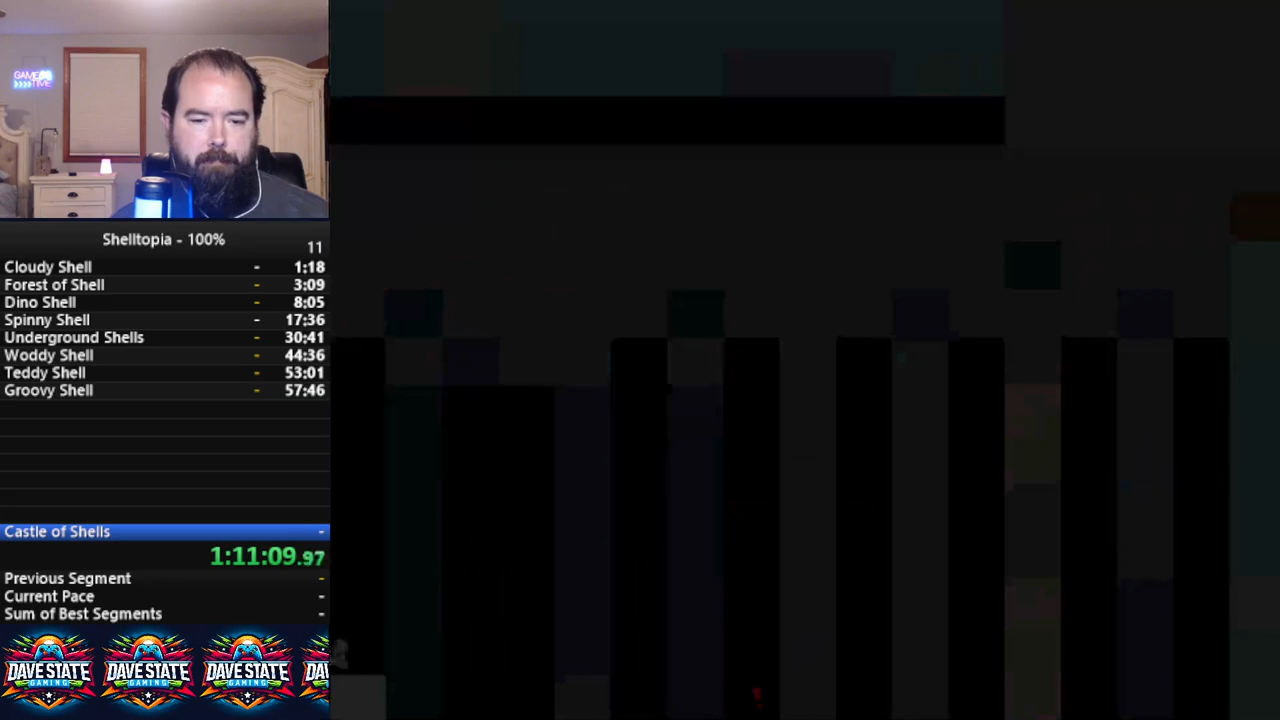 GAME
TIME
Shelltopia - 100%
11
Cloudy Shell - 1:18
Forest of Shell - 3:09
Dino Shell - 8:05
Spinny Shell - 17:36
Underground Shells - 30:41
Woddy Shell - 44:36
Teddy Shell - 53:01
Groovy Shell - 57:46
Castle of Shells -
1:11:09.97
Previous Segment -
Current Pace -
Sum of Best Segments -
DAVE STATE GAMING
DAVE STATE GAMING
DAVE STATE GAMING
DAV